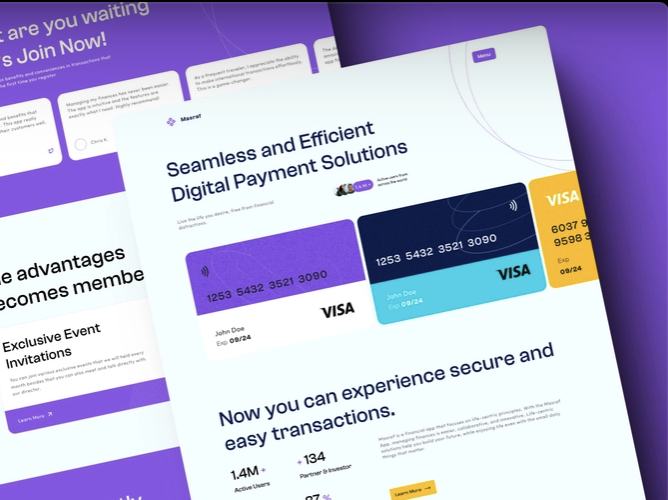 t are you waiting
's Join Now!
t benefits and conveniences in transactions that
the first time you register.
benefits that
This app really
their customers well.
Managing my finances has never been easier.
The app is intuitive and the features are
exactly what I need. Highly recommend!
Chris K.
As a frequent traveler, I appreciate the ability
to make international transactions effortlessly.
This is a game-changer.
The
e advantages
ecomes membe
Exclusive Event
Invitations
You can join various exclusive events that we will held every
month besides that you can also meet and talk directly with
our director.
Learn More
Masraf
Menu
Seamless and Efficient
Digital Payment Solutions
Live the life you desire, free from financial
distractions.
1.4 M +
Active users from
across the world
1253 5432 3521 3090
John Doe
Exp 09/24
VISA
1253 5432 3521 3090
John Doe
Exp 09/24
VISA
VISA
6037 9
9598 3
Exp
09/24
Now you can experience secure and
easy transactions.
1.4M +
Active Users
+ 134
Partner & Investor
97 %
Masraf is a financial app that focuses on life-centric principles. With the Masraf
App, managing finances is easier, collaborative, and innovative. Life-centric
solutions help you build your future, while enjoying life even with the small daily
things that matter.
Learn More